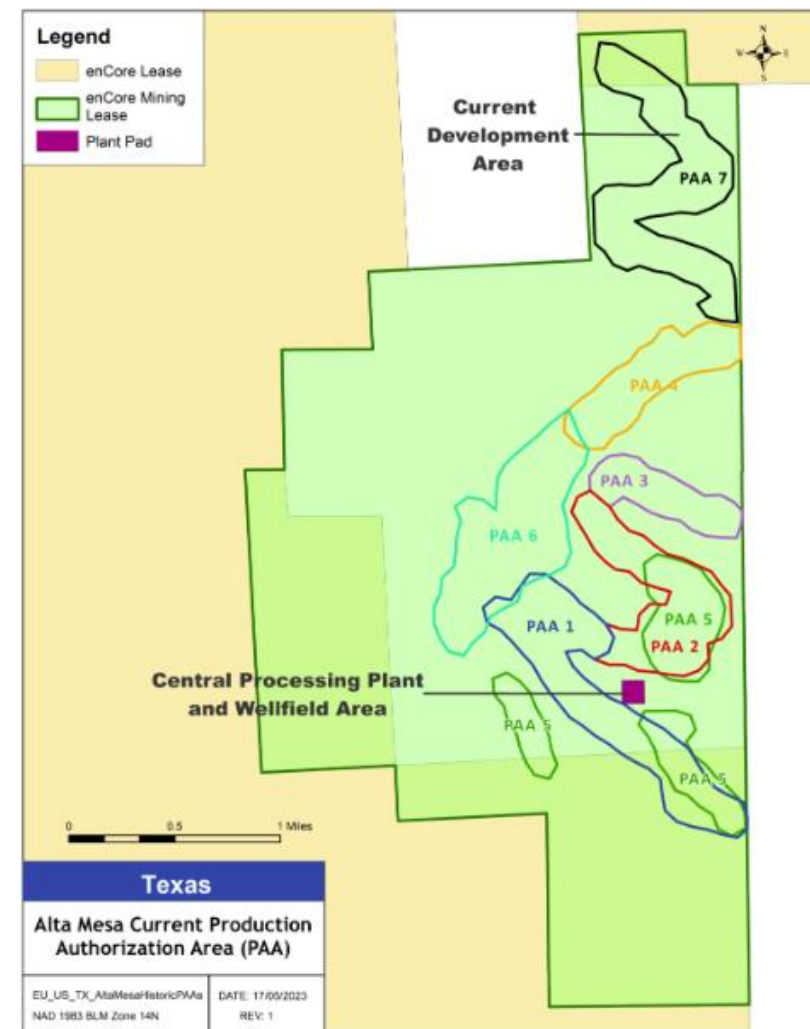 Legend
enCore Lease
enCore Mining
Lease
Plant Pad
N
W
E
S
Current
Development
Area
PAA 7
PAA 4
PAA 3
PAA 6
PAA 5
PAA 1
PAA 2
Central Processing Plant
and Wellfield Area
PAA 5
PAA 5
0
0.5
1 Miles
Texas
Alta Mesa Current Production
Authorization Area (PAA)
EU_US_TX_AltaMesaHistoricPAAs
DATE: 17/05/2023
NAD 1983 BLM Zone 14N
REV: 1